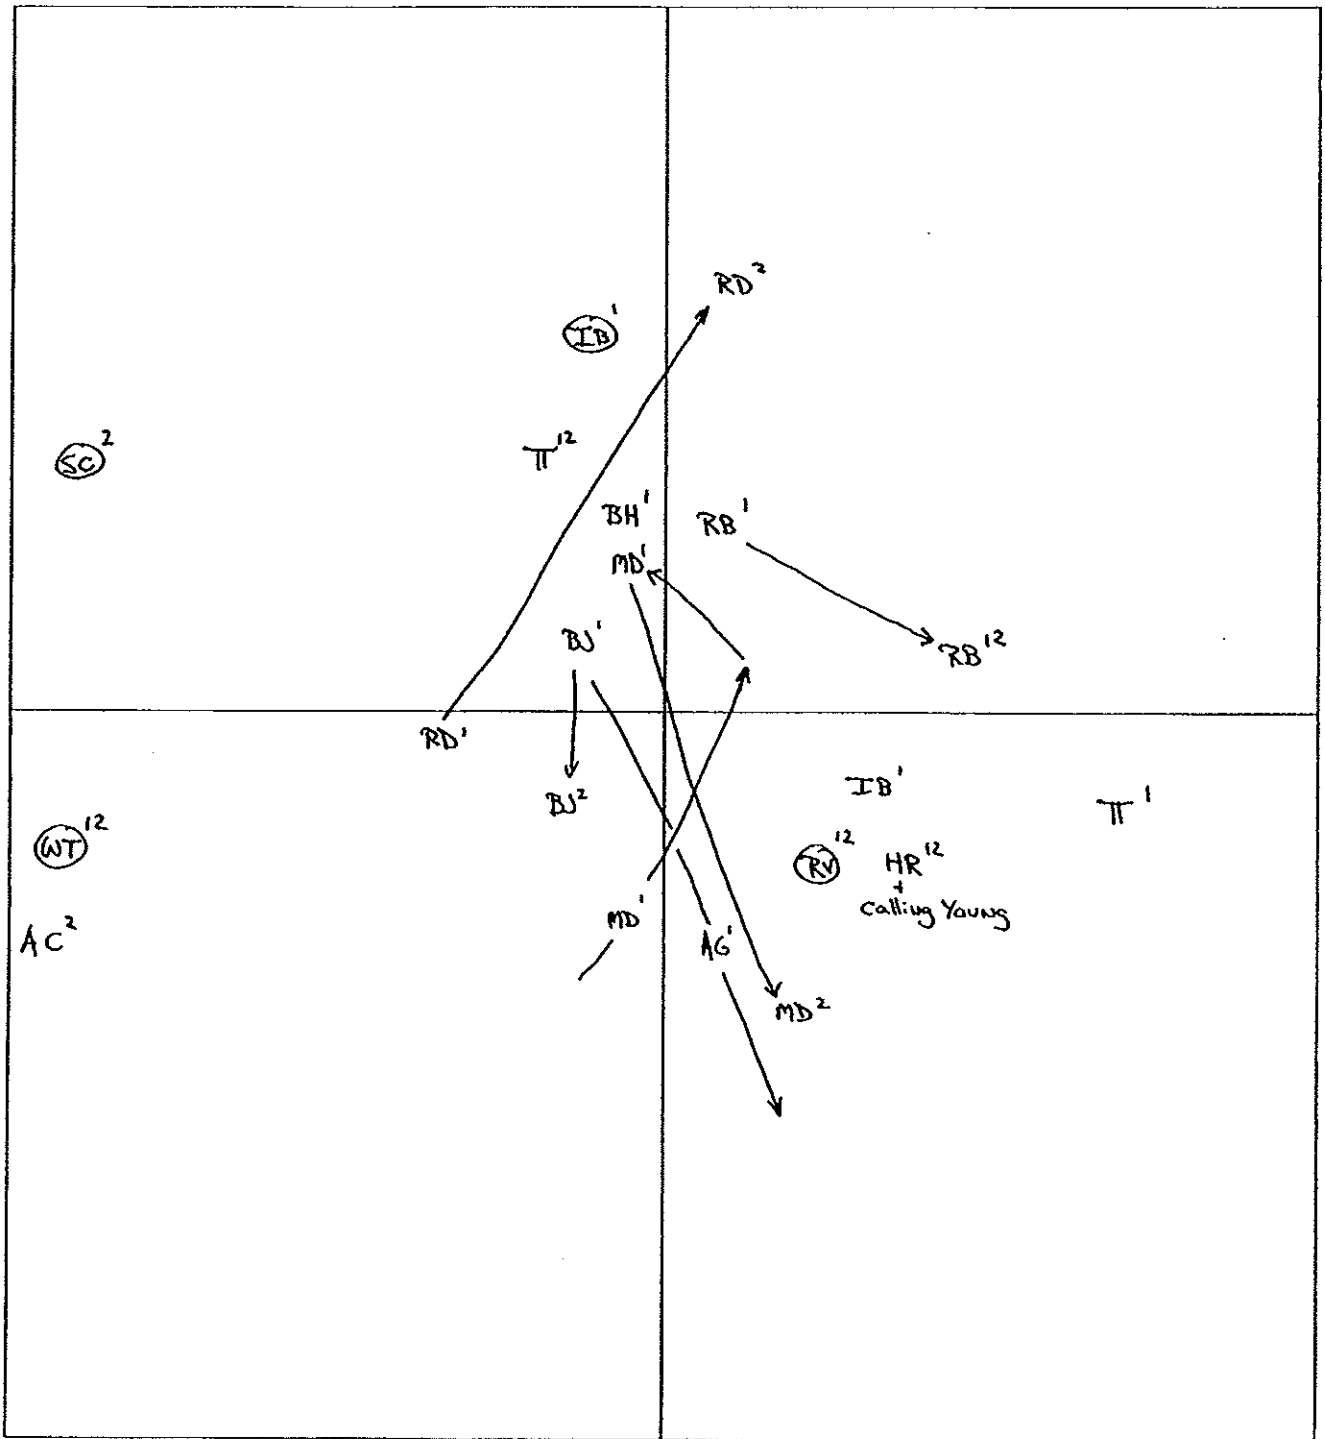 RD²
IB¹
SC²
TT¹²
BH¹
RB¹
MD¹
BJ¹
RB¹²
RD¹
IB¹
BJ²
TT¹
WT¹²
RV¹²
HR¹²
+
Calling Young
MD¹
AC²
AG¹
MD²